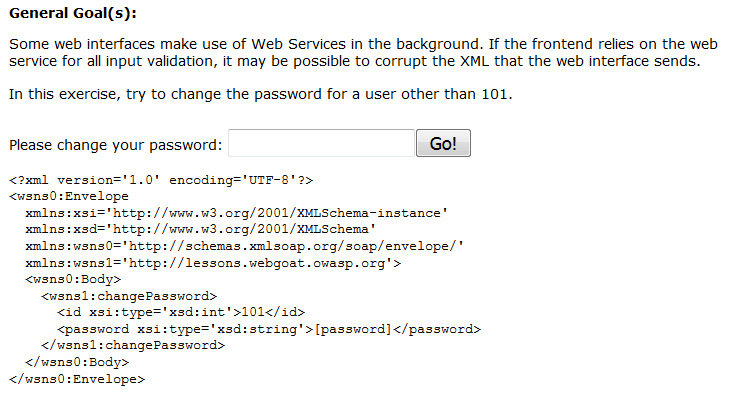 General Goal(s):
Some web interfaces make use of Web Services in the background. If the frontend relies on the web
service for all input validation, it may be possible to corrupt the XML that the web interface sends.
In this exercise, try to change the password for a user other than 101.
Please change your password: Go!
<?xml version='1.0' encoding='UTF-8'?>
<wsns0:Envelope
  xmlns:xsi='http://www.w3.org/2001/XMLSchema-instance'
  xmlns:xsd='http://www.w3.org/2001/XMLSchema'
  xmlns:wsns0='http://schemas.xmlsoap.org/soap/envelope/'
  xmlns:wsns1='http://lessons.webgoat.owasp.org'>
  <wsns0:Body>
    <wsns1:changePassword>
      <id xsi:type='xsd:int'>101</id>
      <password xsi:type='xsd:string'>[password]</password>
    </wsns1:changePassword>
  </wsns0:Body>
</wsns0:Envelope>